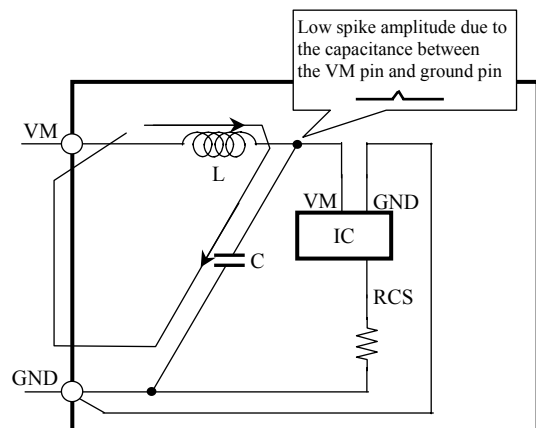 Low spike amplitude due to
the capacitance between
the VM pin and ground pin
VM
L
VM
GND
IC
C
RCS
GND